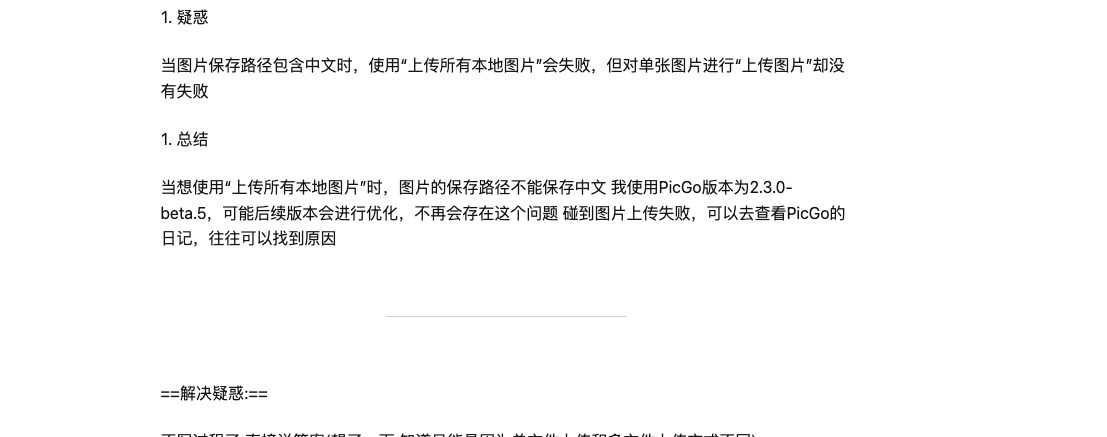 1. 疑惑
当图片保存路径包含中文时，使用“上传所有本地图片”会失败，但对单张图片进行“上传图片”却没
有失败
1. 总结
当想使用“上传所有本地图片”时，图片的保存路径不能保存中文 我使用PicGo版本为2.3.0-
beta.5，可能后续版本会进行优化，不再会存在这个问题 碰到图片上传失败，可以去查看PicGo的
日记，往往可以找到原因
==解决疑惑:==